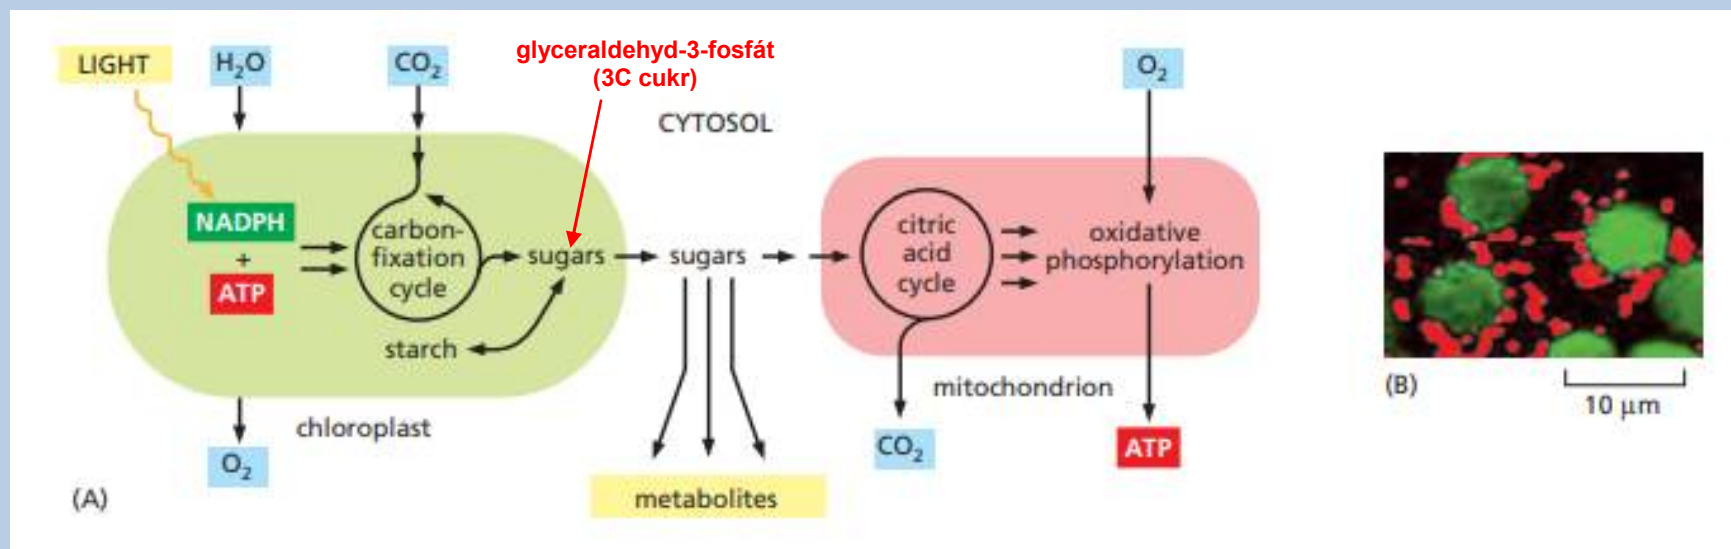 LIGHT
H₂O
CO₂
glyceraldehyd-3-fosfát
(3C cukr)
O₂
CYTOSOL
NADPH
+
ATP
carbon-
fixation
cycle
sugars
sugars
citric
acid
cycle
oxidative
phosphorylation
starch
mitochondrion
chloroplast
O₂
CO₂
ATP
metabolites
(A)
(B)
10 µm